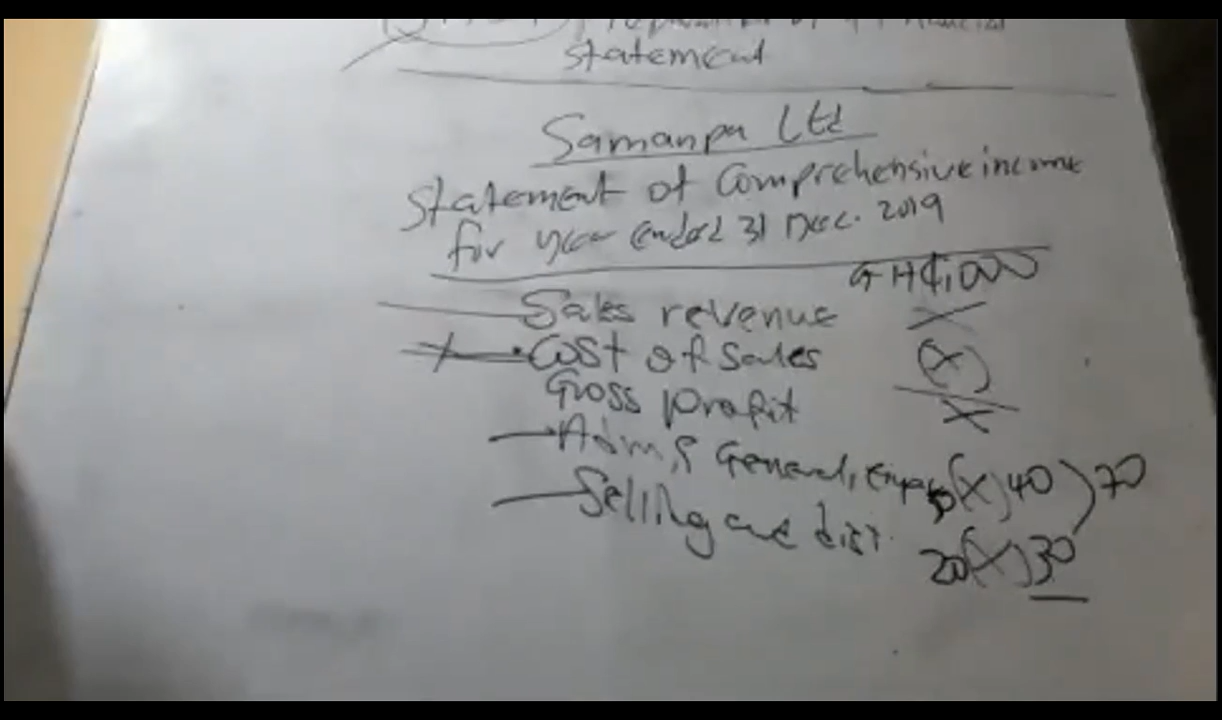 statement
Samanpa Ltd
Statement of Comprehensive income
for year ended 31 Dec. 2019
GH₵,000
Sales revenue X
Cost of Sales (X)
Gross profit X
Adm, & General, (X) 40 ) 70
Selling and dist. 20(X) 30